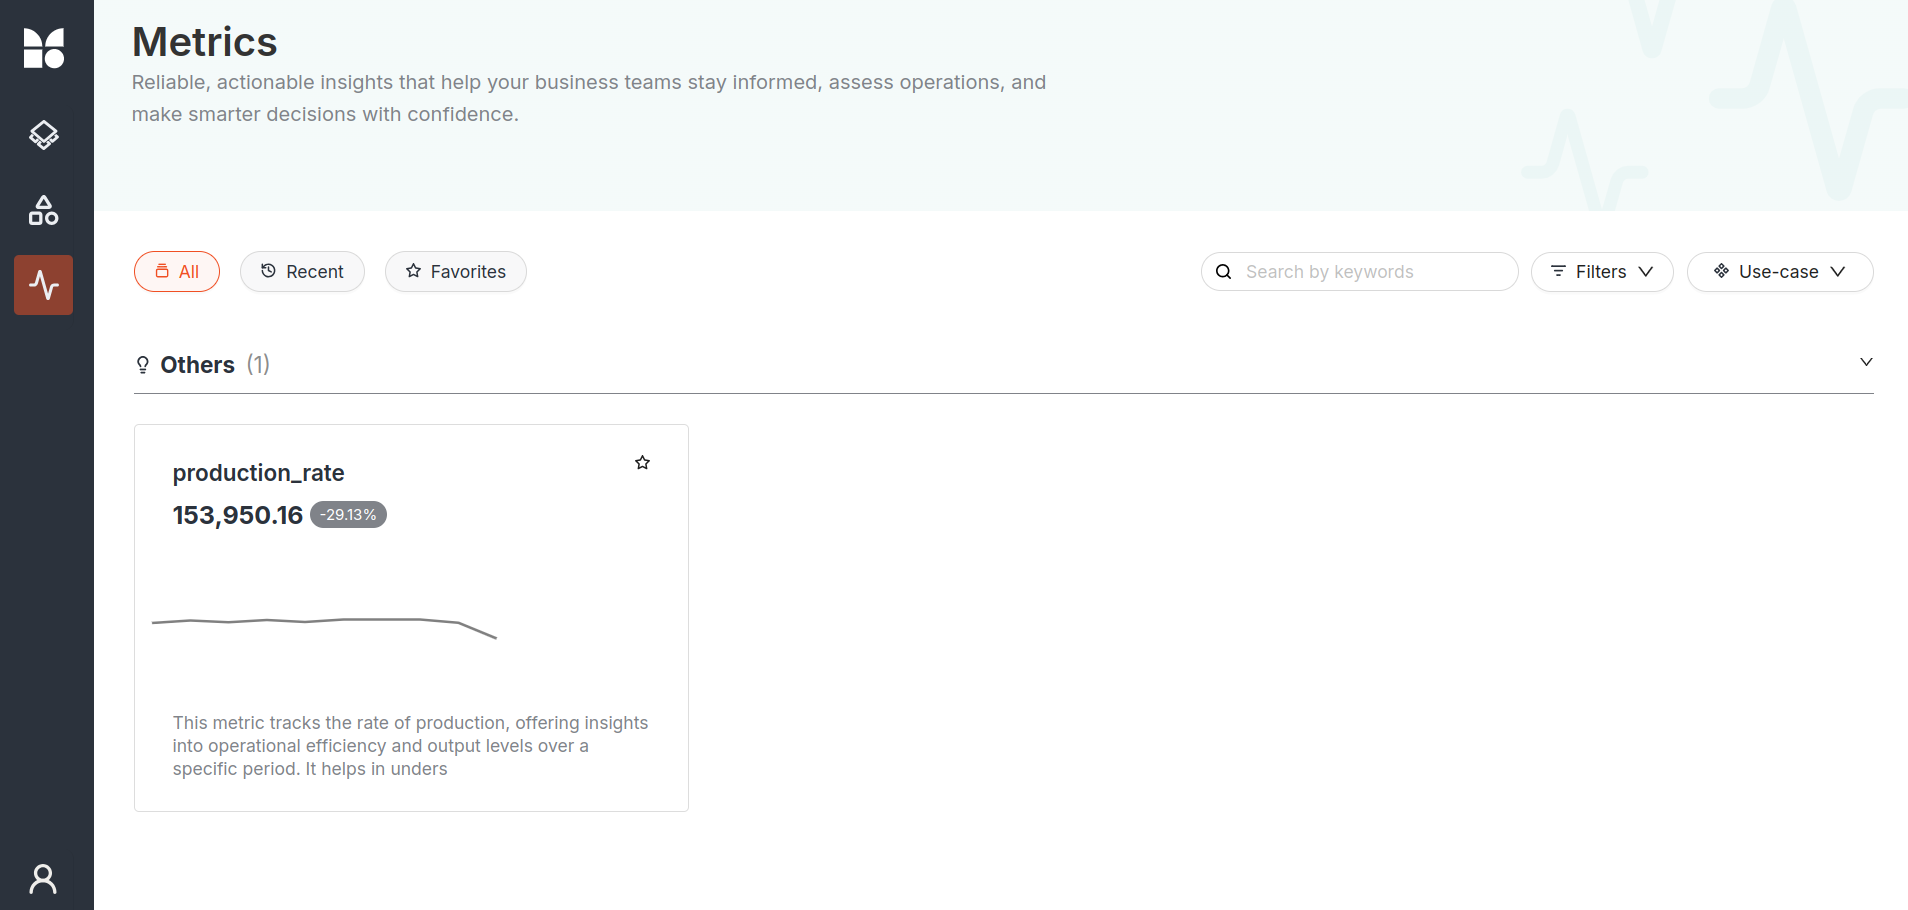 Metrics
Reliable, actionable insights that help your business teams stay informed, assess operations, and
make smarter decisions with confidence.
All
Recent
Favorites
Search by keywords
Filters
Use-case
Others (1)
production_rate
153,950.16 -29.13%
This metric tracks the rate of production, offering insights
into operational efficiency and output levels over a
specific period. It helps in unders